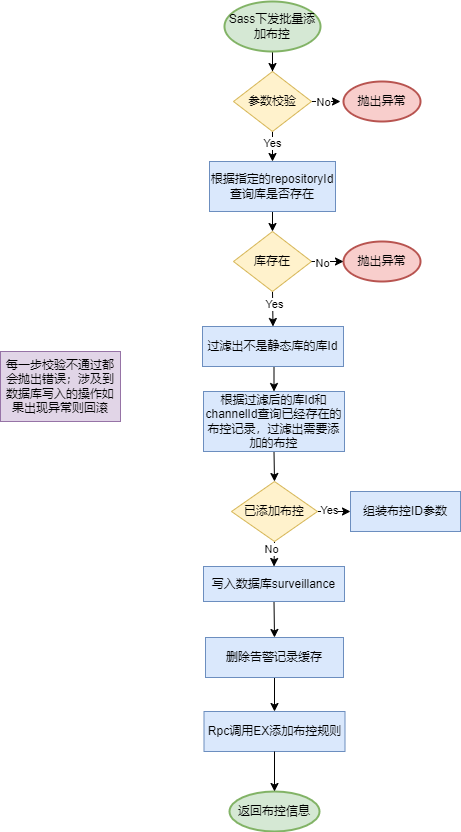 Sass下发批量添
加布控
参数校验
No
抛出异常
Yes
根据指定的repositoryId
查询库是否存在
库存在
No
抛出异常
Yes
过滤出不是静态库的库Id
每一步校验不通过都
会抛出错误；涉及到
数据库写入的操作如
果出现异常则回滚
根据过滤后的库Id和
channelId查询已经存在的
布控记录，过滤出需要添
加的布控
已添加布控
Yes
组装布控ID参数
No
写入数据库surveillance
删除告警记录缓存
Rpc调用EX添加布控规则
返回布控信息